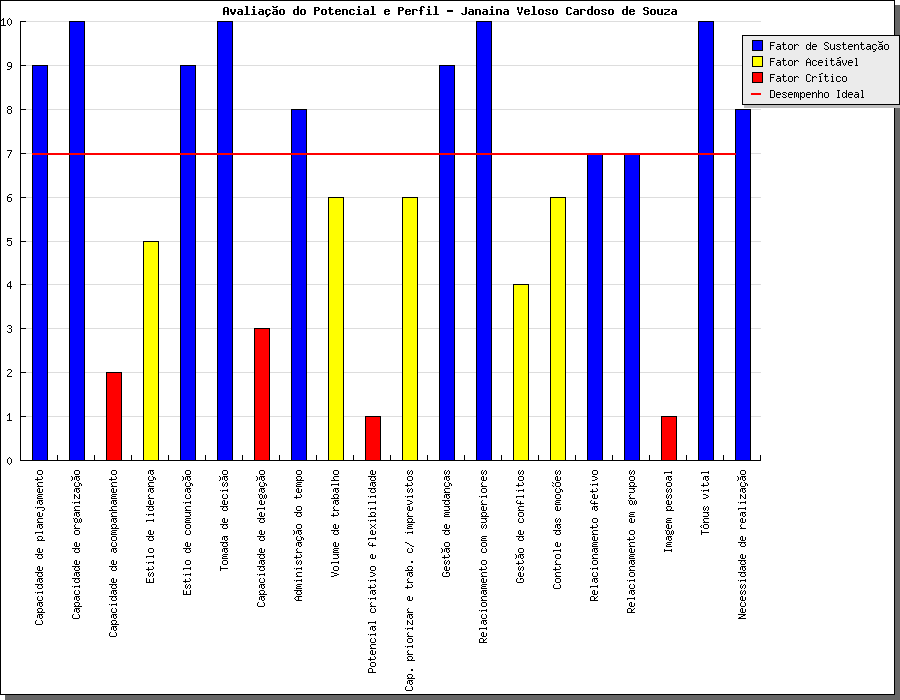 Avaliação do Potencial e Perfil - Janaina Veloso Cardoso de Souza
Fator de Sustentação
Fator Aceitável
Fator Crítico
Desempenho Ideal
10
9
8
7
6
5
4
3
2
1
0
Capacidade de planejamento
Capacidade de organização
Capacidade de acompanhamento
Estilo de liderança
Estilo de comunicação
Tomada de decisão
Capacidade de delegação
Administração do tempo
Volume de trabalho
Potencial criativo e flexibilidade
Cap. priorizar e trab. c/ imprevistos
Gestão de mudanças
Relacionamento com superiores
Gestão de conflitos
Controle das emoções
Relacionamento afetivo
Relacionamento em grupos
Imagem pessoal
Tônus vital
Necessidade de realização